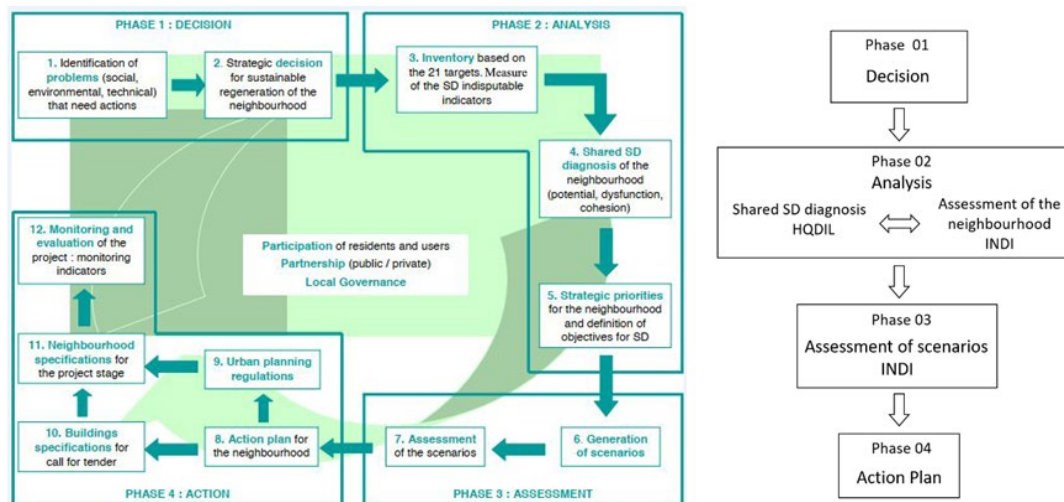 PHASE 1 : DECISION
1. Identification of
problems (social,
environmental, technical)
that need actions
2. Strategic decision
for sustainable
regeneration of the
neighbourhood
PHASE 2 : ANALYSIS
3. Inventory based on
the 21 targets. Measure
of the SD indisputable
indicators
4. Shared SD
diagnosis of the
neighbourhood
(potential, dysfunction,
cohesion)
5. Strategic priorities
for the neighbourhood
and definition of
objectives for SD
Participation of residents and users
Partnership (public / private)
Local Governance
6. Generation
of scenarios
7. Assessment
of the scenarios
PHASE 3 : ASSESSMENT
8. Action plan for
the neighbourhood
9. Urban planning
regulations
10. Buildings
specifications for
call for tender
11. Neighbourhood
specifications for
the project stage
12. Monitoring and
evaluation of the
project : monitoring
indicators
PHASE 4 : ACTION
Phase 01
Decision
Phase 02
Analysis
Shared SD diagnosis
HQDIL
Assessment of the
neighbourhood
INDI
Phase 03
Assessment of scenarios
INDI
Phase 04
Action Plan